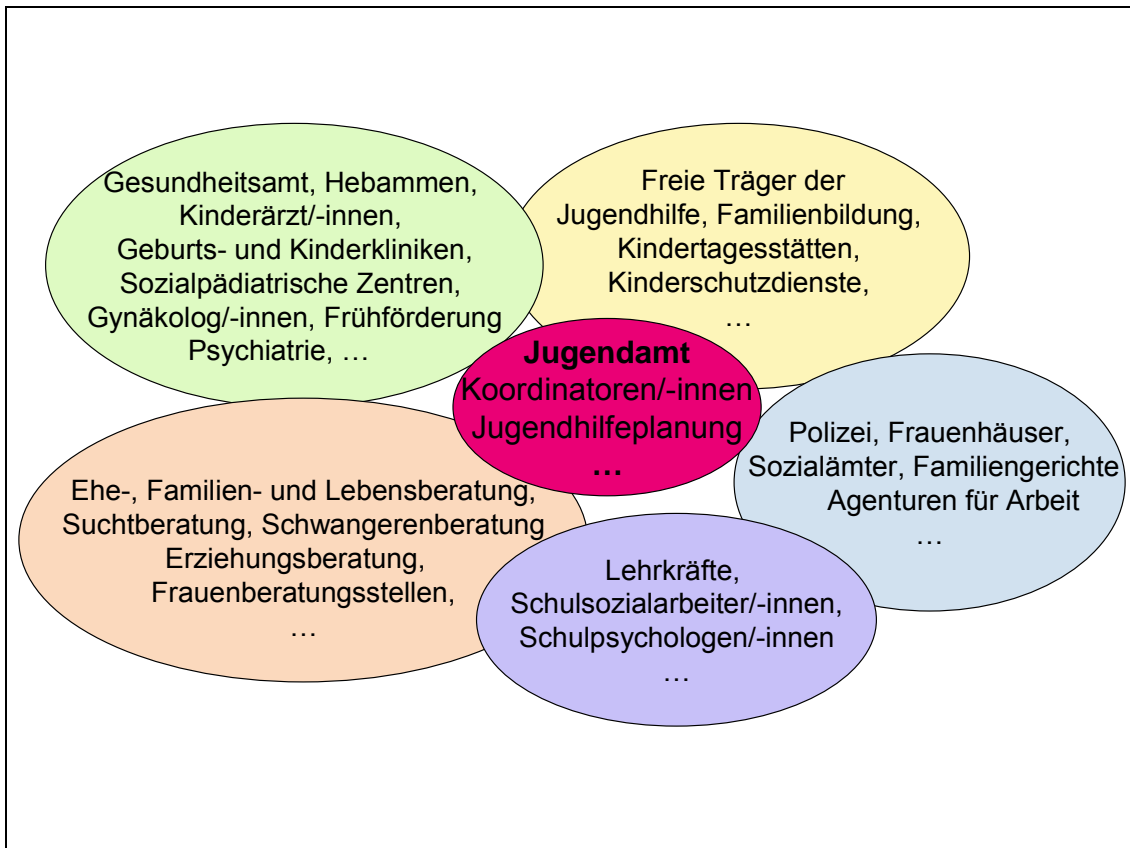 Gesundheitsamt, Hebammen,
Kinderärzt/-innen,
Geburts- und Kinderkliniken,
Sozialpädiatrische Zentren,
Gynäkolog/-innen, Frühförderung
Psychiatrie, …
Freie Träger der
Jugendhilfe, Familienbildung,
Kindertagesstätten,
Kinderschutzdienste,
…
Jugendamt
Koordinatoren/-innen
Jugendhilfeplanung
…
Polizei, Frauenhäuser,
Sozialämter, Familiengerichte
Agenturen für Arbeit
…
Ehe-, Familien- und Lebensberatung,
Suchtberatung, Schwangerenberatung
Erziehungsberatung,
Frauenberatungsstellen,
…
Lehrkräfte,
Schulsozialarbeiter/-innen,
Schulpsychologen/-innen
…